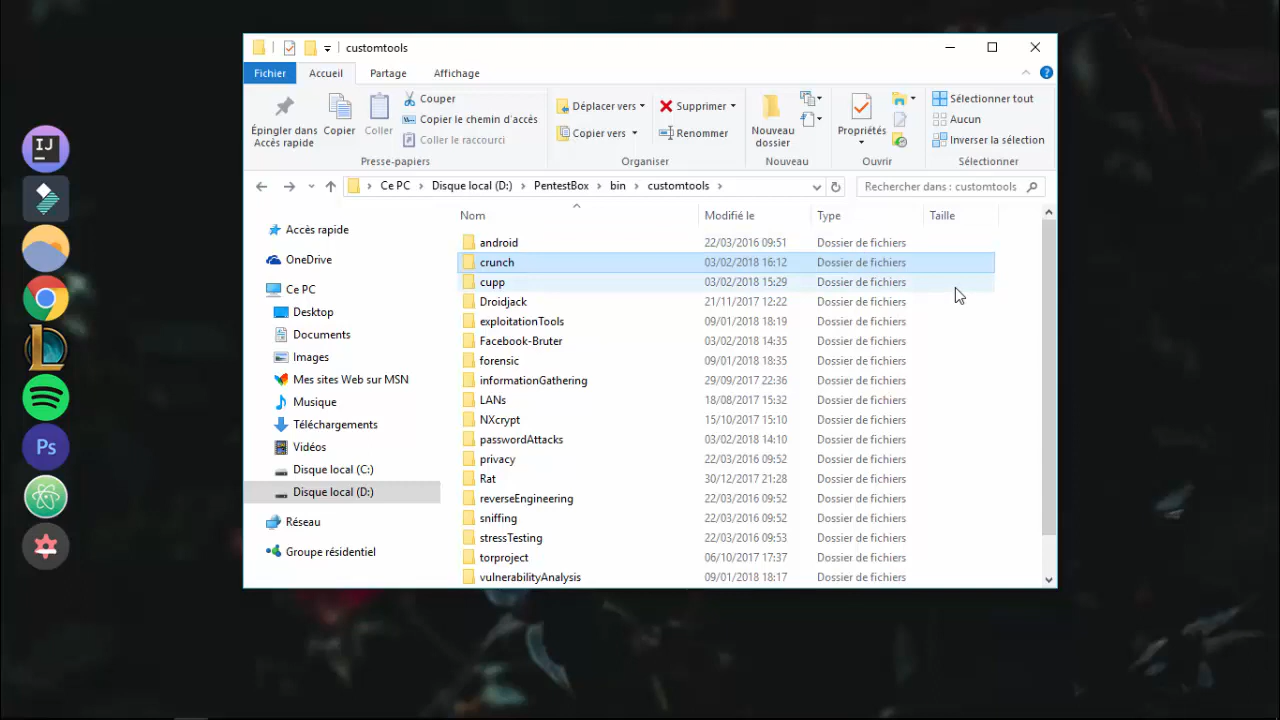 customtools
Fichier Accueil Partage Affichage
Épingler dans Accès rapide
Copier
Coller
Couper
Copier le chemin d'accès
Coller le raccourci
Presse-papiers
Déplacer vers
Copier vers
Supprimer
Renommer
Organiser
Nouveau dossier
Nouveau
Propriétés
Ouvrir
Sélectionner tout
Aucun
Inverser la sélection
Sélectionner
Ce PC > Disque local (D:) > PentestBox > bin > customtools >
Rechercher dans : customtools
Accès rapide
OneDrive
Ce PC
Desktop
Documents
Images
Mes sites Web sur MSN
Musique
Téléchargements
Vidéos
Disque local (C:)
Disque local (D:)
Réseau
Groupe résidentiel
Nom Modifié le Type Taille
android 22/03/2016 09:51 Dossier de fichiers
crunch 03/02/2018 16:12 Dossier de fichiers
cupp 03/02/2018 15:29 Dossier de fichiers
Droidjack 21/11/2017 12:22 Dossier de fichiers
exploitationTools 09/01/2018 18:19 Dossier de fichiers
Facebook-Bruter 03/02/2018 14:35 Dossier de fichiers
forensic 09/01/2018 18:35 Dossier de fichiers
informationGathering 29/09/2017 22:36 Dossier de fichiers
LANs 18/08/2017 15:32 Dossier de fichiers
NXcrypt 15/10/2017 15:10 Dossier de fichiers
passwordAttacks 03/02/2018 14:10 Dossier de fichiers
privacy 22/03/2016 09:52 Dossier de fichiers
Rat 30/12/2017 21:28 Dossier de fichiers
reverseEngineering 22/03/2016 09:52 Dossier de fichiers
sniffing 22/03/2016 09:52 Dossier de fichiers
stressTesting 22/03/2016 09:53 Dossier de fichiers
torproject 06/10/2017 17:37 Dossier de fichiers
vulnerabilityAnalysis 09/01/2018 18:17 Dossier de fichiers
IJ
Ps